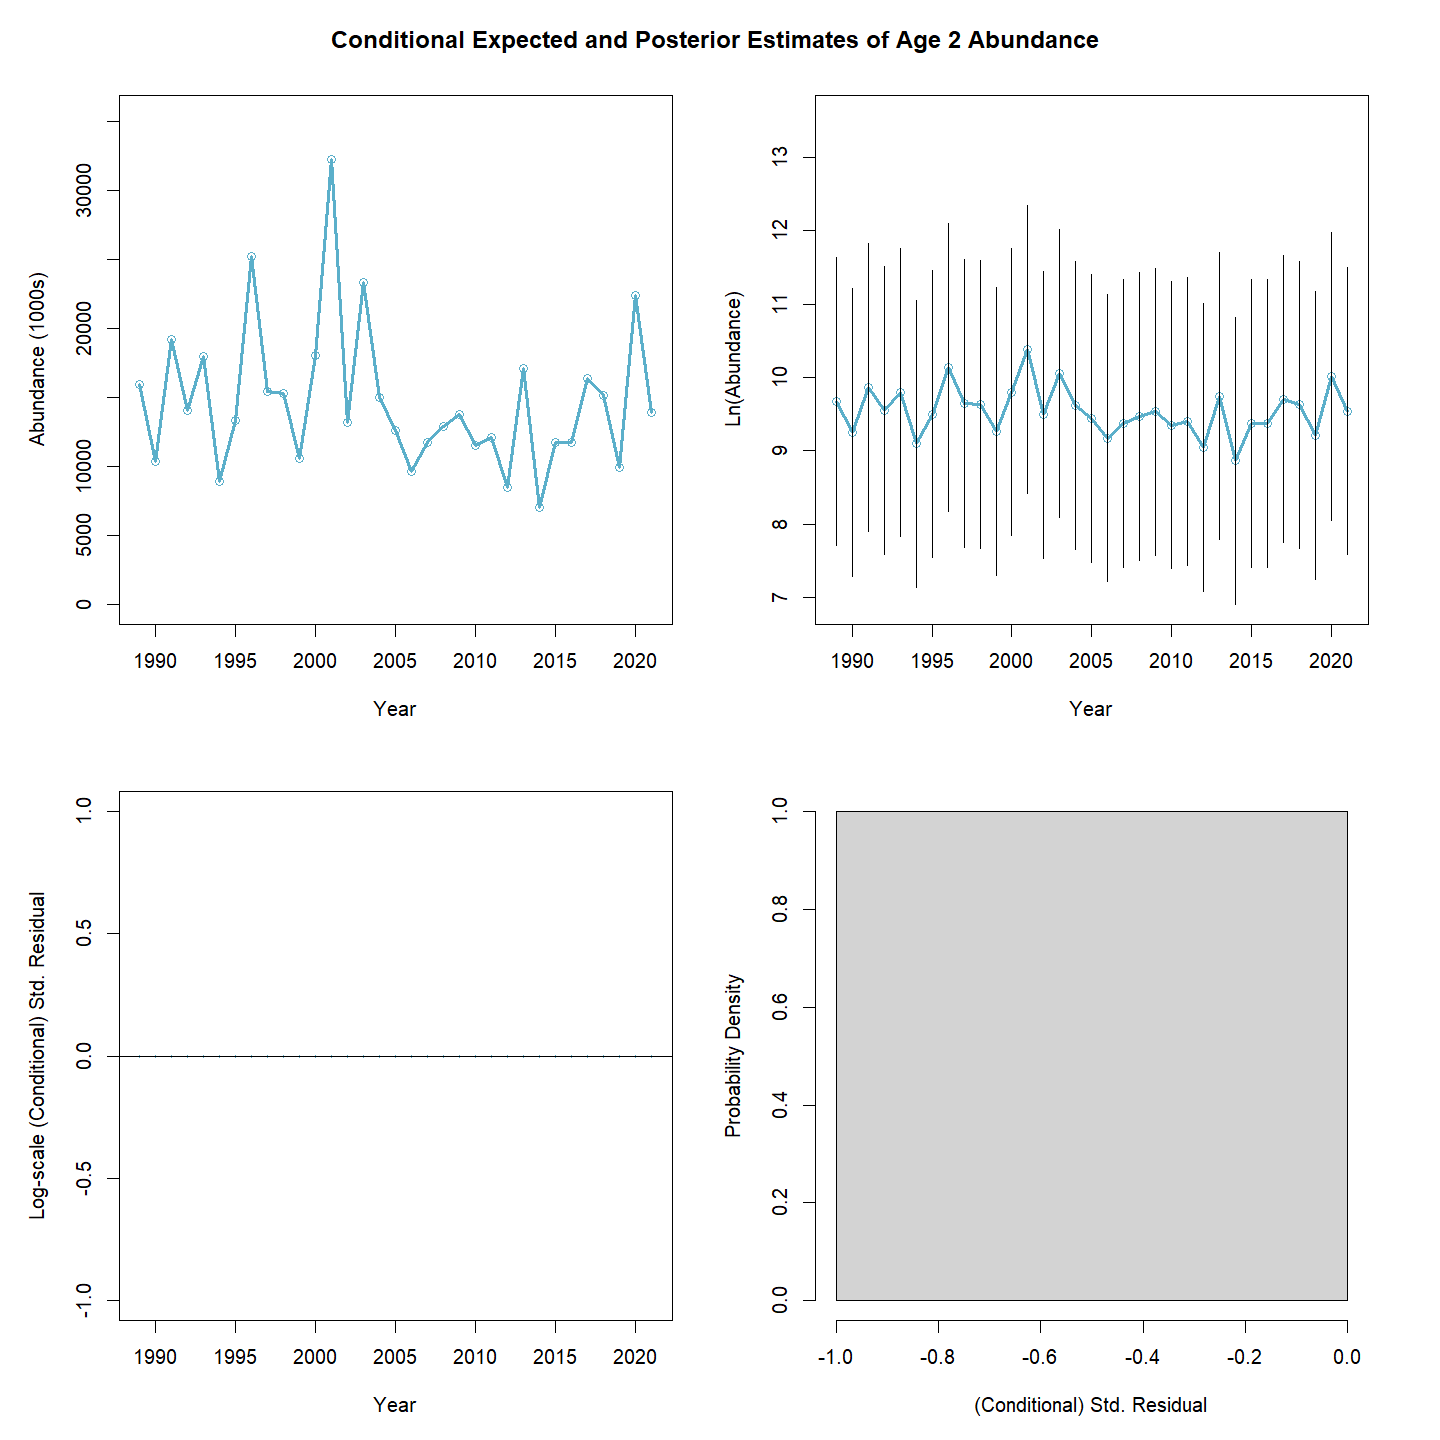 Conditional Expected and Posterior Estimates of Age 2 Abundance
Abundance (1000s)
0 5000 10000 20000 30000
1990 1995 2000 2005 2010 2015 2020
Year
Ln(Abundance)
7 8 9 10 11 12 13
1990 1995 2000 2005 2010 2015 2020
Year
Log-scale (Conditional) Std. Residual
-1.0 -0.5 0.0 0.5 1.0
1990 1995 2000 2005 2010 2015 2020
Year
Probability Density
0.0 0.2 0.4 0.6 0.8 1.0
-1.0 -0.8 -0.6 -0.4 -0.2 0.0
(Conditional) Std. Residual